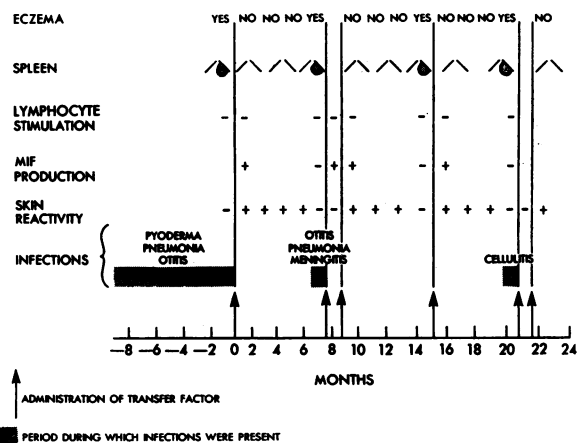 ECZEMA YES NO NO NO YES NO NO NO YES NO NO NO YES NO
SPLEEN
LYMPHOCYTE
STIMULATION - - - - - - - -
MIF
PRODUCTION + - + + - + -
SKIN
REACTIVITY - + + + + - + + + + - + + + - - +
INFECTIONS
PYODERMA
PNEUMONIA
OTITIS
OTITIS
PNEUMONIA
MENINGITIS
CELLULITIS
-8 -6 -4 -2 0 2 4 6 8 10 12 14 16 18 20 22 24
MONTHS
ADMINISTRATION OF TRANSFER FACTOR
PERIOD DURING WHICH INFECTIONS WERE PRESENT